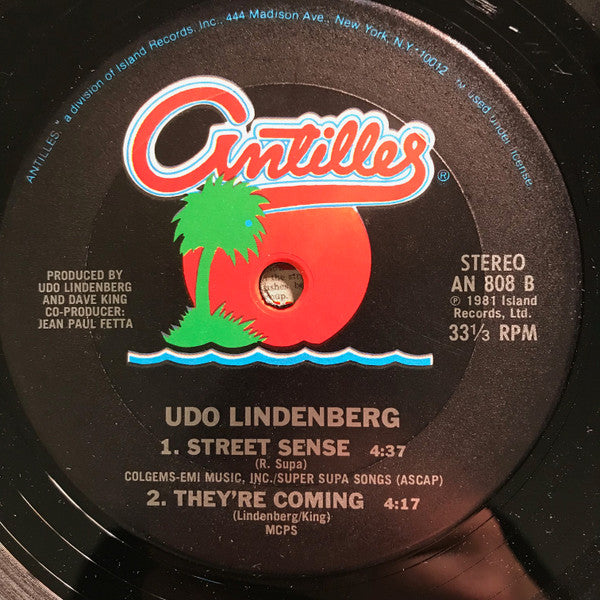 ANTILLES,™ a division of Island Records, Inc., 444 Madison Ave., New York, N.Y. 10012 ™ used under license.
Antilles®
PRODUCED BY
UDO LINDENBERG
AND DAVE KING
CO-PRODUCER:
JEAN PAUL FETTA
STEREO
AN 808 B
℗ 1981 Island
Records, Ltd.
33⅓ RPM
UDO LINDENBERG
1. STREET SENSE 4:37
(R. Supa)
COLGEMS-EMI MUSIC, INC./SUPER SUPA SONGS (ASCAP)
2. THEY'RE COMING 4:17
(Lindenberg/King)
MCPS